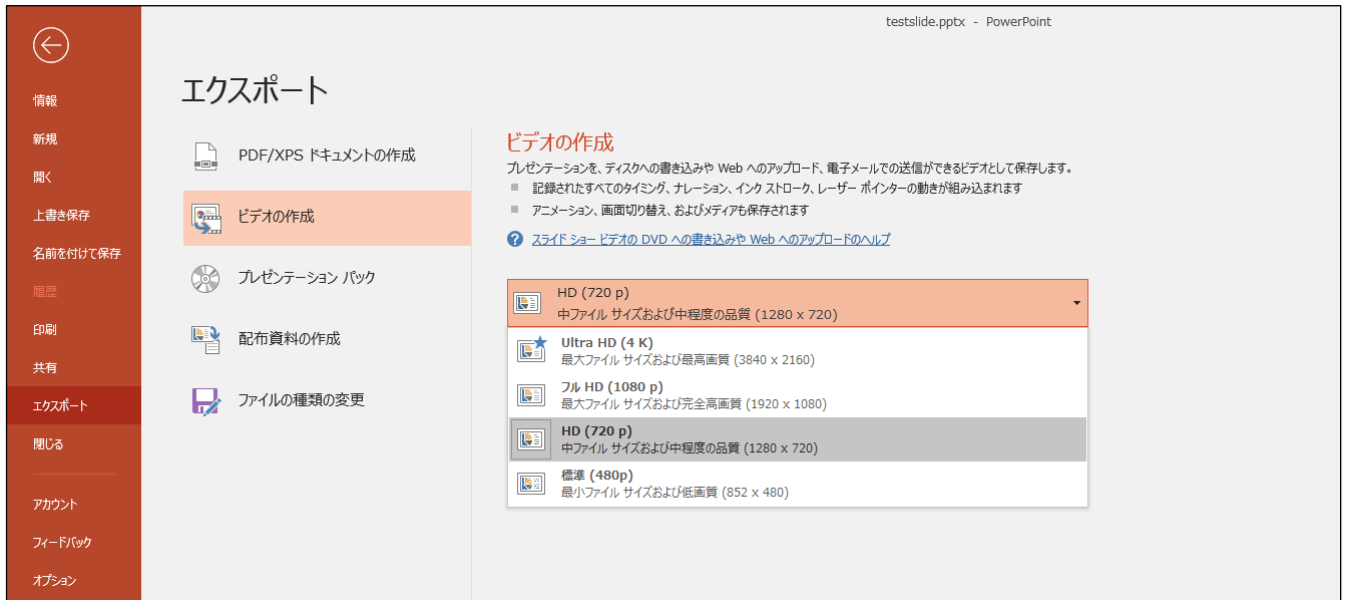 testslide.pptx - PowerPoint
情報
新規
開く
上書き保存
名前を付けて保存
履歴
印刷
共有
エクスポート
閉じる
アカウント
フィードバック
オプション
エクスポート
PDF/XPS ドキュメントの作成
ビデオの作成
プレゼンテーション パック
配布資料の作成
ファイルの種類の変更
ビデオの作成
プレゼンテーションを、ディスクへの書き込みや Web へのアップロード、電子メールでの送信ができるビデオとして保存します。
記録されたすべてのタイミング、ナレーション、インク ストローク、レーザー ポインターの動きが組み込まれます
アニメーション、画面切り替え、およびメディアも保存されます
スライド ショー ビデオの DVD への書き込みや Web へのアップロードのヘルプ
HD (720 p)
中ファイル サイズおよび中程度の品質 (1280 x 720)
Ultra HD (4 K)
最大ファイル サイズおよび最高画質 (3840 x 2160)
フル HD (1080 p)
最大ファイル サイズおよび完全高画質 (1920 x 1080)
HD (720 p)
中ファイル サイズおよび中程度の品質 (1280 x 720)
標準 (480p)
最小ファイル サイズおよび低画質 (852 x 480)